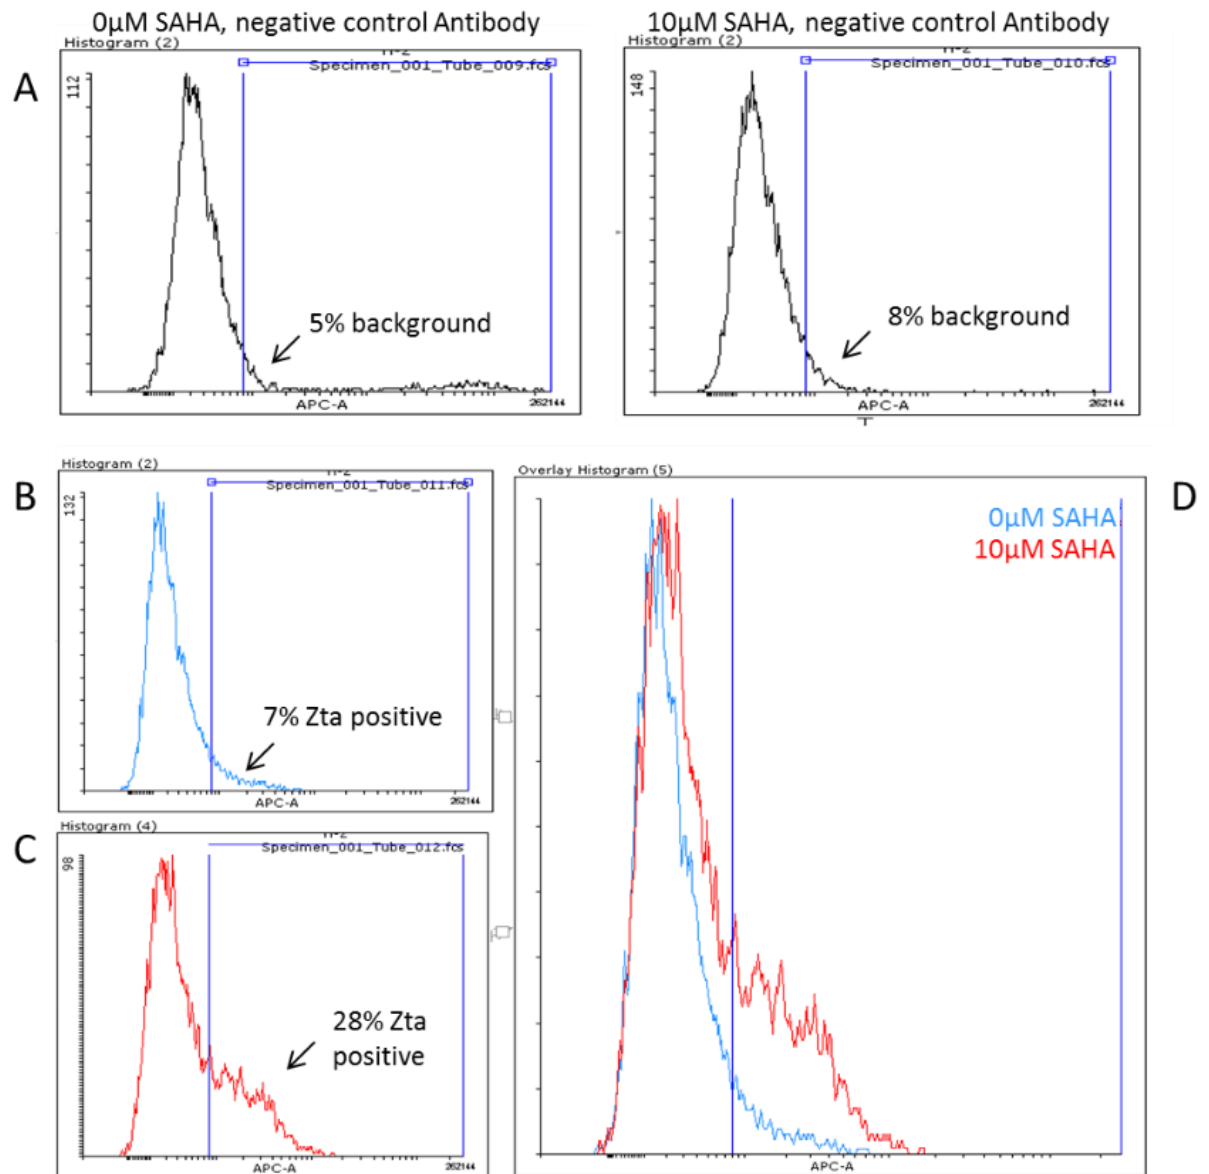 0µM SAHA, negative control Antibody
10µM SAHA, negative control Antibody
A
Histogram (2)
Specimen_001_Tube_009.fcs
112
5% background
APC-A
262144
Histogram (2)
Specimen_001_Tube_010.fcs
148
8% background
APC-A
262144
B
Histogram (2)
Specimen_001_Tube_011.fcs
132
7% Zta positive
APC-A
262144
C
Histogram (4)
Specimen_001_Tube_012.fcs
98
28% Zta
positive
APC-A
262144
Overlay Histogram (5)
D
0µM SAHA
10µM SAHA
APC-A